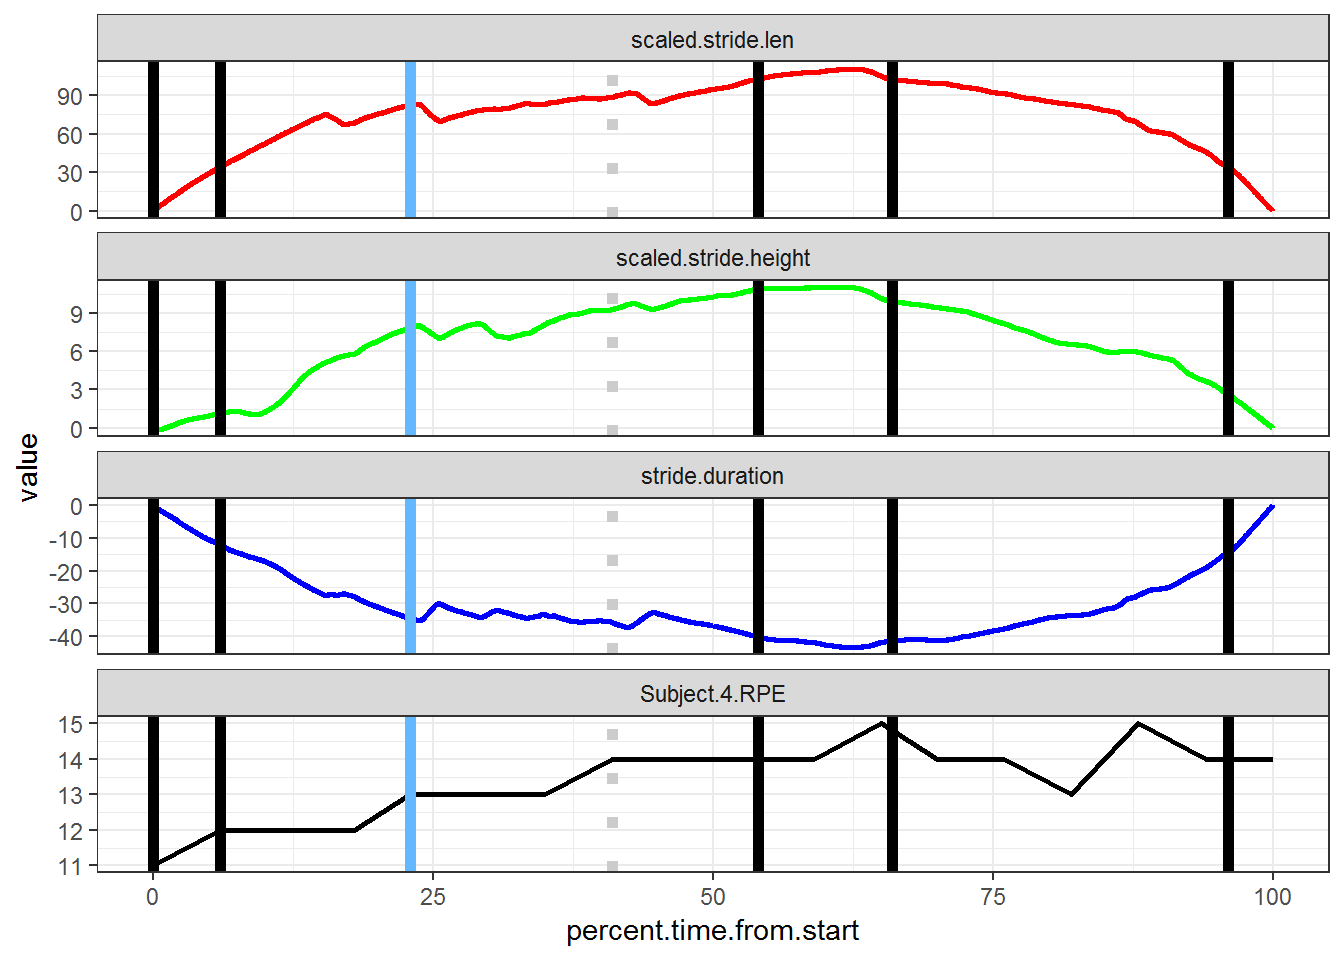 scaled.stride.len
90
60
30
0
scaled.stride.height
9
6
3
0
stride.duration
0
-10
-20
-30
-40
Subject.4.RPE
15
14
13
12
11
value
0 25 50 75 100
percent.time.from.start